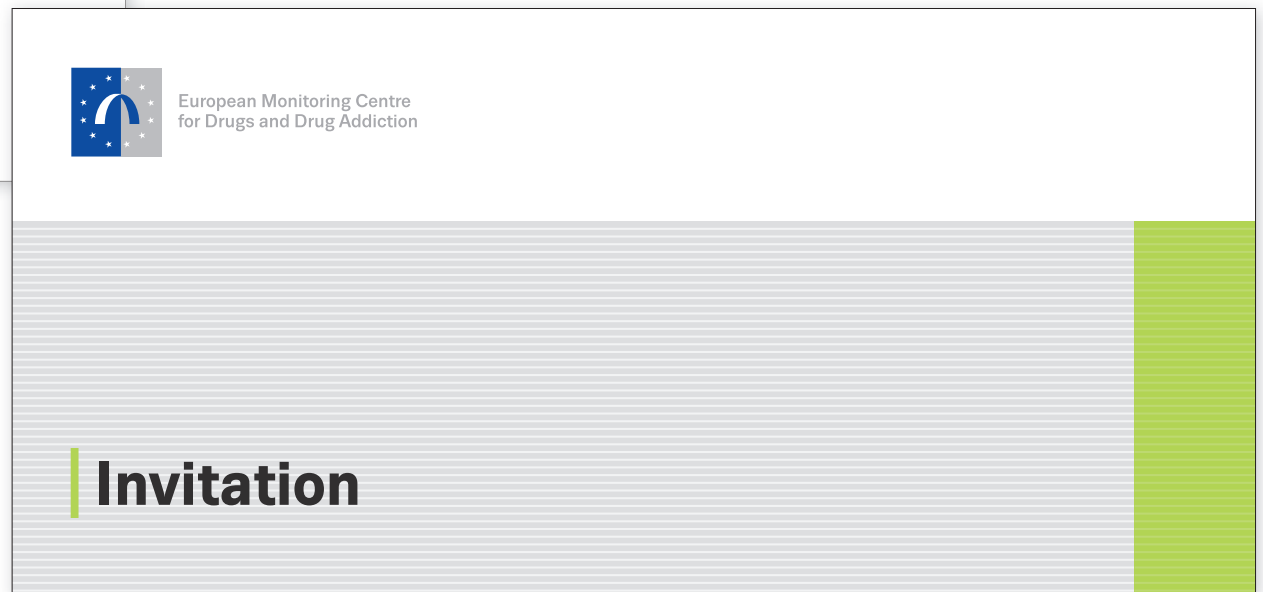 European Monitoring Centre
for Drugs and Drug Addiction
Invitation